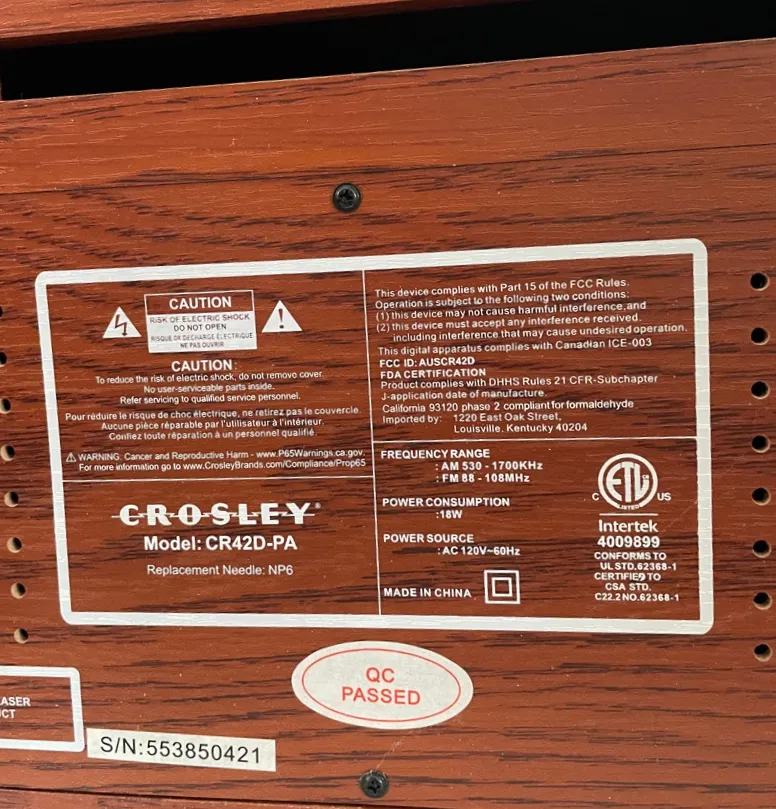 CAUTION
RISK OF ELECTRIC SHOCK
DO NOT OPEN
RISQUE DE DÉCHARGE ÉLECTRIQUE
NE PAS OUVRIR
CAUTION:
To reduce the risk of electric shock, do not removo cover.
No user-serviceable parts inside.
Refer servicing to qualified service personnel.
Pour réduire le risque de choc électrique, ne retirez pas le couvercle.
Aucune pièce réparable par l'utilisateur à l'intérieur.
Confiez toute réparation à un personnel qualifié.
WARNING: Cancer and Reproductive Harm - www.P65Warnings.ca.gov.
For more information go to www.CrosleyBrands.com/Compliance/Prop65
CROSLEY®
Model: CR42D-PA
Replacement Needle: NP6
This device complies with Part 15 of the FCC Rules.
Operation is subject to the following two conditions:
(1) this device may not cause harmful interference,and
(2) this device must accept any interference received.
including interference that may cause undesired operation.
This digital apparatus complies with Canadian ICE-003
FCC ID: AUSCR42D
FDA CERTIFICATION
Product complies with DHHS Rules 21 CFR-Subchapter
J-application date of manufacture.
California 93120 phase 2 compliant for formaldehyde
Imported by: 1220 East Oak Street,
Louisville, Kentucky 40204
FREQUENCY RANGE
: AM 530 - 1700KHz
: FM 88 - 108MHz
POWER CONSUMPTION
:18W
POWER SOURCE
: AC 120V~60Hz
MADE IN CHINA
C ETL US
LISTED
Intertek
4009899
CONFORMS TO
UL STD.62368-1
CERTIFIED TO
CSA STD.
C22.2 NO.62368-1
QC
PASSED
ASER
CT
S/N:553850421